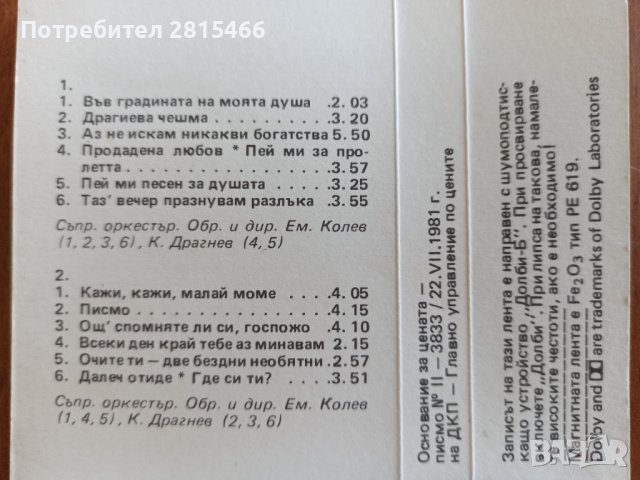 Потребител 2815466
1.
1. Във градината на моята душа .2. 03
2. Драгиева чешма . . . . . . . . . . 3. 20
3. Аз не искам никакви богатства 5. 50
4. Продадена любов * Пей ми за про-
летта . . . . . . . . . . . . . . . . . 3. 57
5. Пей ми песен за душата . . . . . .3. 25
6. Таз' вечер празнувам разлъка .3. 55
Съпр. оркестър. Обр. и дир. Ем. Колев
(1, 2, 3, 6), К. Драгнев (4, 5)
2.
1. Кажи, кажи, малай моме . . . .4. 05
2. Писмо . . . . . . . . . . . . . . . . .4. 15
3. Ощ' спомняте ли си, госпожо .4. 10
4. Всеки ден край тебе аз минавам 2. 15
5. Очите ти — две бездни необятни .2. 57
6. Далеч отиде * Где си ти? . . . . .3. 51
Съпр. оркестър. Обр. и дир. Ем. Колев
(1, 4, 5), К. Драгнев (2, 3, 6)
Основание за цената —
писмо № II — 3833 / 22.VII.1981 г.
на ДКП — Главно управление по цените
Записът на тази лента е направен с шумоподтис-
кащо устройство „Долби-Б". При просвирване
включете „Долби". При липса на такова, намале-
те високите честоти, ако е необходимо!
Магнитната лента е Fe2O3 тип PE 619.
Dolby and are trademarks of Dolby Laboratories